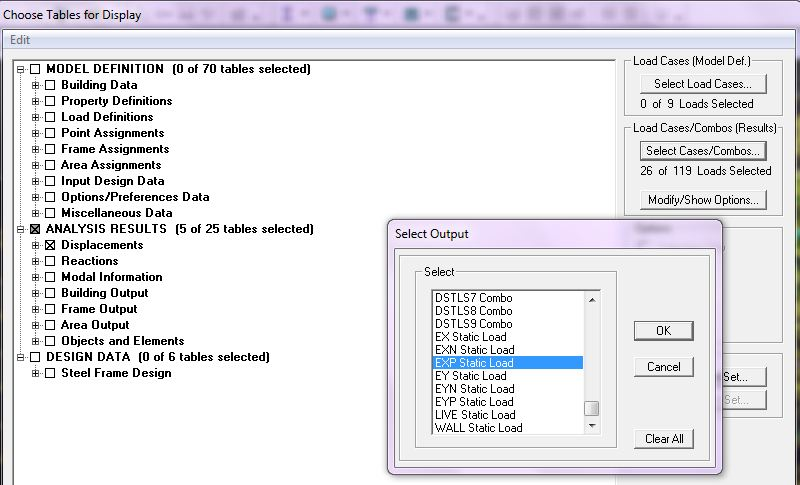 Choose Tables for Display
Edit
MODEL DEFINITION (0 of 70 tables selected)
Building Data
Property Definitions
Load Definitions
Point Assignments
Frame Assignments
Area Assignments
Input Design Data
Options/Preferences Data
Miscellaneous Data
ANALYSIS RESULTS (5 of 25 tables selected)
Displacements
Reactions
Modal Information
Building Output
Frame Output
Area Output
Objects and Elements
DESIGN DATA (0 of 6 tables selected)
Steel Frame Design
Load Cases (Model Def.)
Select Load Cases...
0 of 9 Loads Selected
Load Cases/Combos (Results)
Select Cases/Combos...
26 of 119 Loads Selected
Modify/Show Options...
Options
Set...
Set...
Select Output
Select
DSTLS7 Combo
DSTLS8 Combo
DSTLS9 Combo
EX Static Load
EXN Static Load
EXP Static Load
EY Static Load
EYN Static Load
EYP Static Load
LIVE Static Load
WALL Static Load
OK
Cancel
Clear All